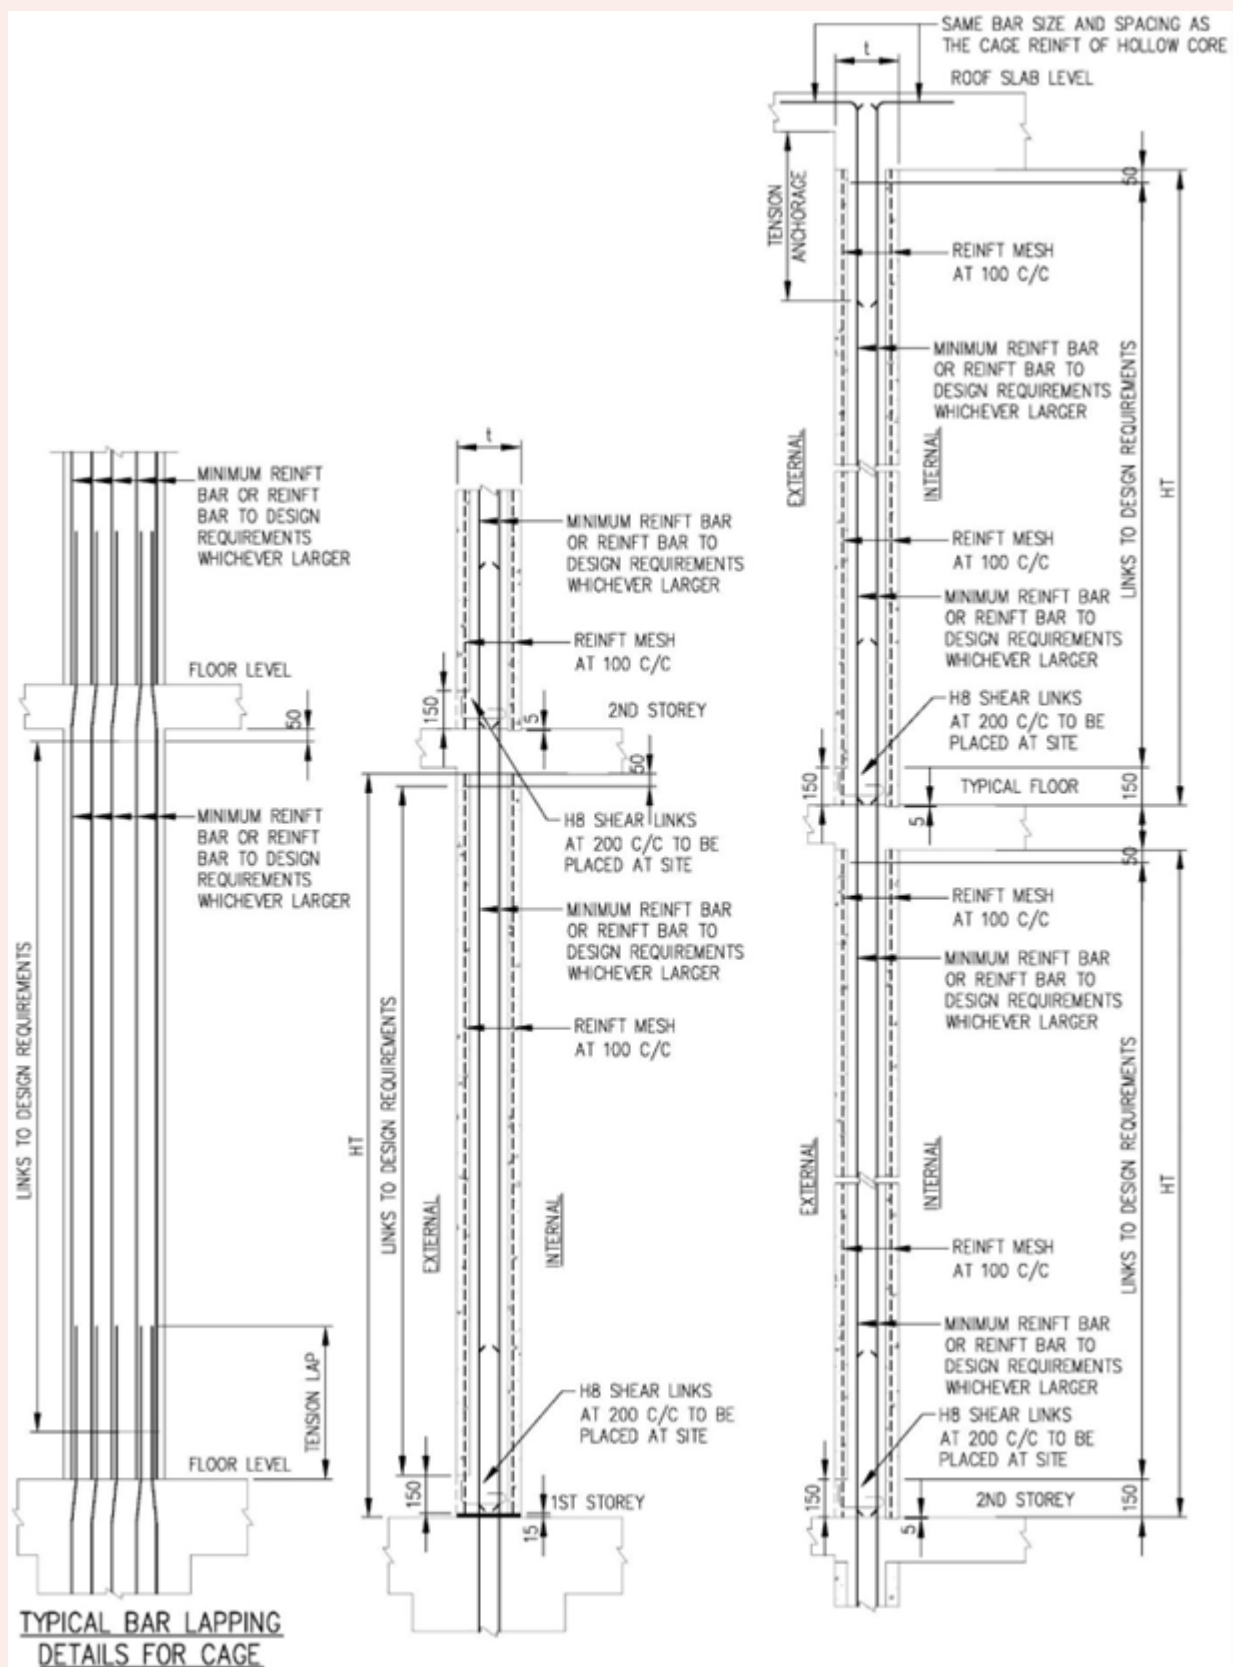 MINIMUM REINFT
BAR OR REINFT
BAR TO DESIGN
REQUIREMENTS
WHICHEVER LARGER
FLOOR LEVEL
50
MINIMUM REINFT
BAR OR REINFT
BAR TO DESIGN
REQUIREMENTS
WHICHEVER LARGER
LINKS TO DESIGN REQUIREMENTS
TENSION LAP
FLOOR LEVEL
TYPICAL BAR LAPPING
DETAILS FOR CAGE
t
MINIMUM REINFT BAR
OR REINFT BAR TO
DESIGN REQUIREMENTS
WHICHEVER LARGER
REINFT MESH
AT 100 C/C
150
2ND STOREY
5
50
H8 SHEAR LINKS
AT 200 C/C TO BE
PLACED AT SITE
MINIMUM REINFT BAR
OR REINFT BAR TO
DESIGN REQUIREMENTS
WHICHEVER LARGER
REINFT MESH
AT 100 C/C
HT
LINKS TO DESIGN REQUIREMENTS
EXTERNAL
INTERNAL
H8 SHEAR LINKS
AT 200 C/C TO BE
PLACED AT SITE
150
1ST STOREY
15
SAME BAR SIZE AND SPACING AS
THE CAGE REINFT OF HOLLOW CORE
t
ROOF SLAB LEVEL
50
TENSION
ANCHORAGE
REINFT MESH
AT 100 C/C
MINIMUM REINFT BAR
OR REINFT BAR TO
DESIGN REQUIREMENTS
WHICHEVER LARGER
EXTERNAL
INTERNAL
LINKS TO DESIGN REQUIREMENTS
HT
REINFT MESH
AT 100 C/C
MINIMUM REINFT BAR
OR REINFT BAR TO
DESIGN REQUIREMENTS
WHICHEVER LARGER
H8 SHEAR LINKS
AT 200 C/C TO BE
PLACED AT SITE
150
TYPICAL FLOOR
150
5
50
REINFT MESH
AT 100 C/C
MINIMUM REINFT BAR
OR REINFT BAR TO
DESIGN REQUIREMENTS
WHICHEVER LARGER
LINKS TO DESIGN REQUIREMENTS
EXTERNAL
INTERNAL
HT
REINFT MESH
AT 100 C/C
MINIMUM REINFT BAR
OR REINFT BAR TO
DESIGN REQUIREMENTS
WHICHEVER LARGER
H8 SHEAR LINKS
AT 200 C/C TO BE
PLACED AT SITE
150
2ND STOREY
150
5